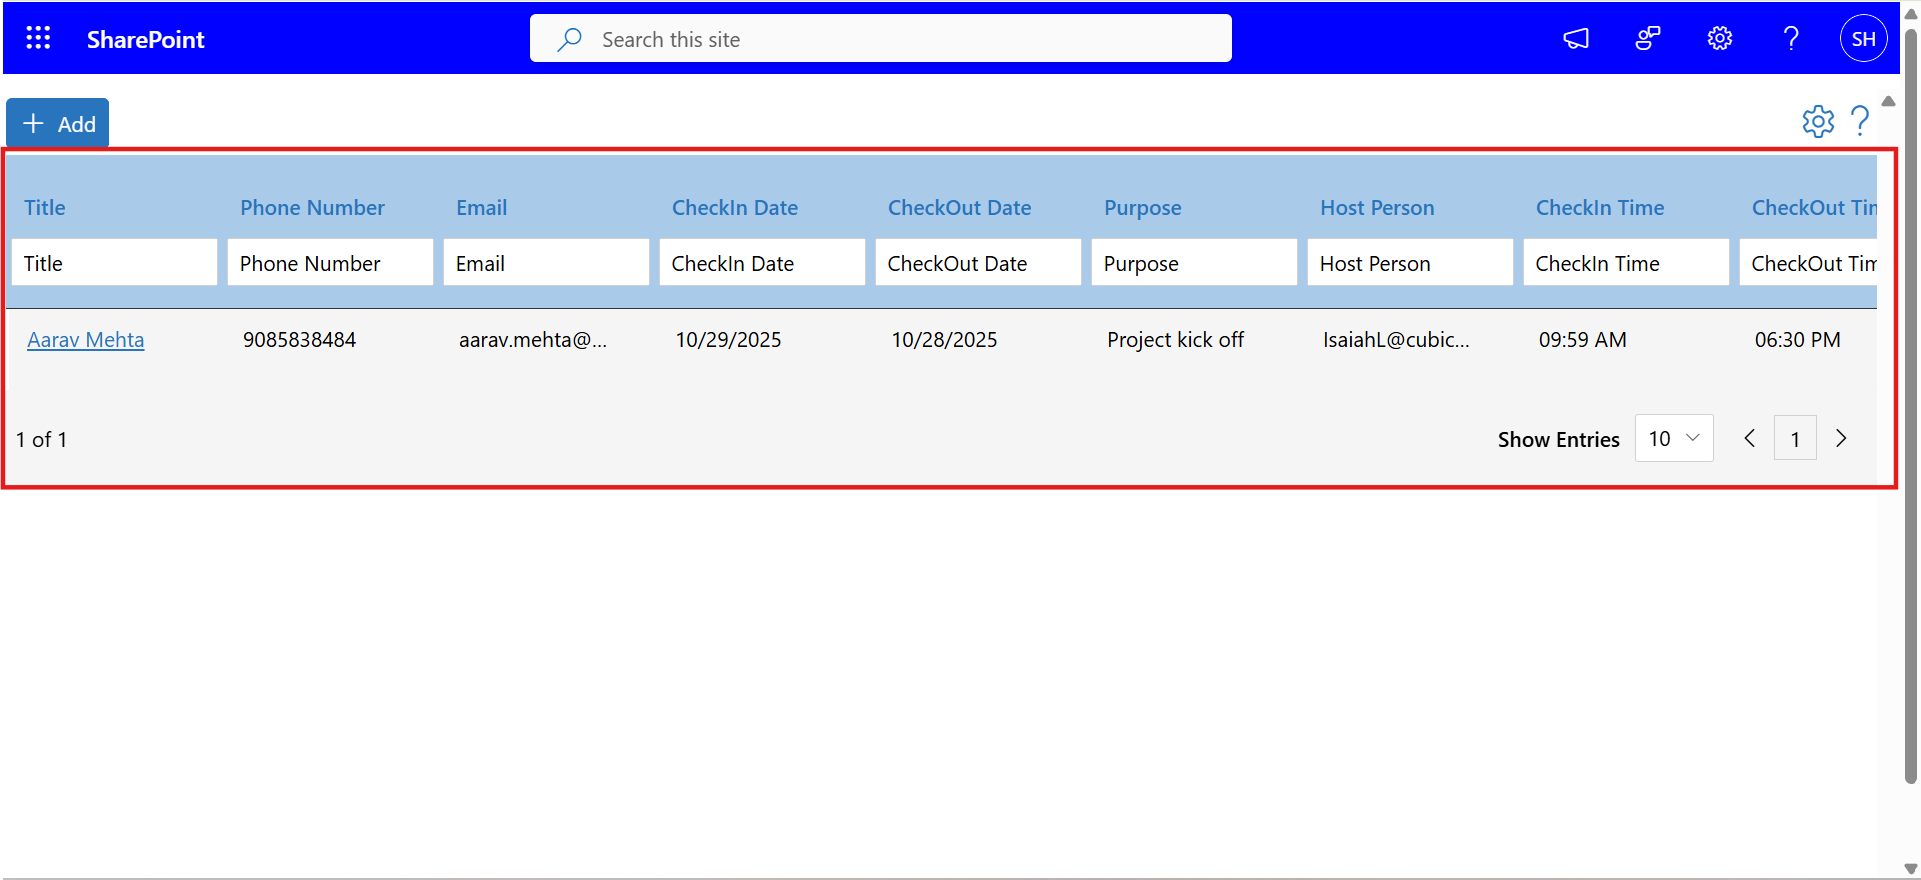 SharePoint
Search this site
SH
Add
Title Phone Number Email CheckIn Date CheckOut Date Purpose Host Person CheckIn Time CheckOut Tin
Title Phone Number Email CheckIn Date CheckOut Date Purpose Host Person CheckIn Time CheckOut Tim
Aarav Mehta 9085838484 aarav.mehta@... 10/29/2025 10/28/2025 Project kick off IsaiahL@cubic... 09:59 AM 06:30 PM
1 of 1 Show Entries 10 1